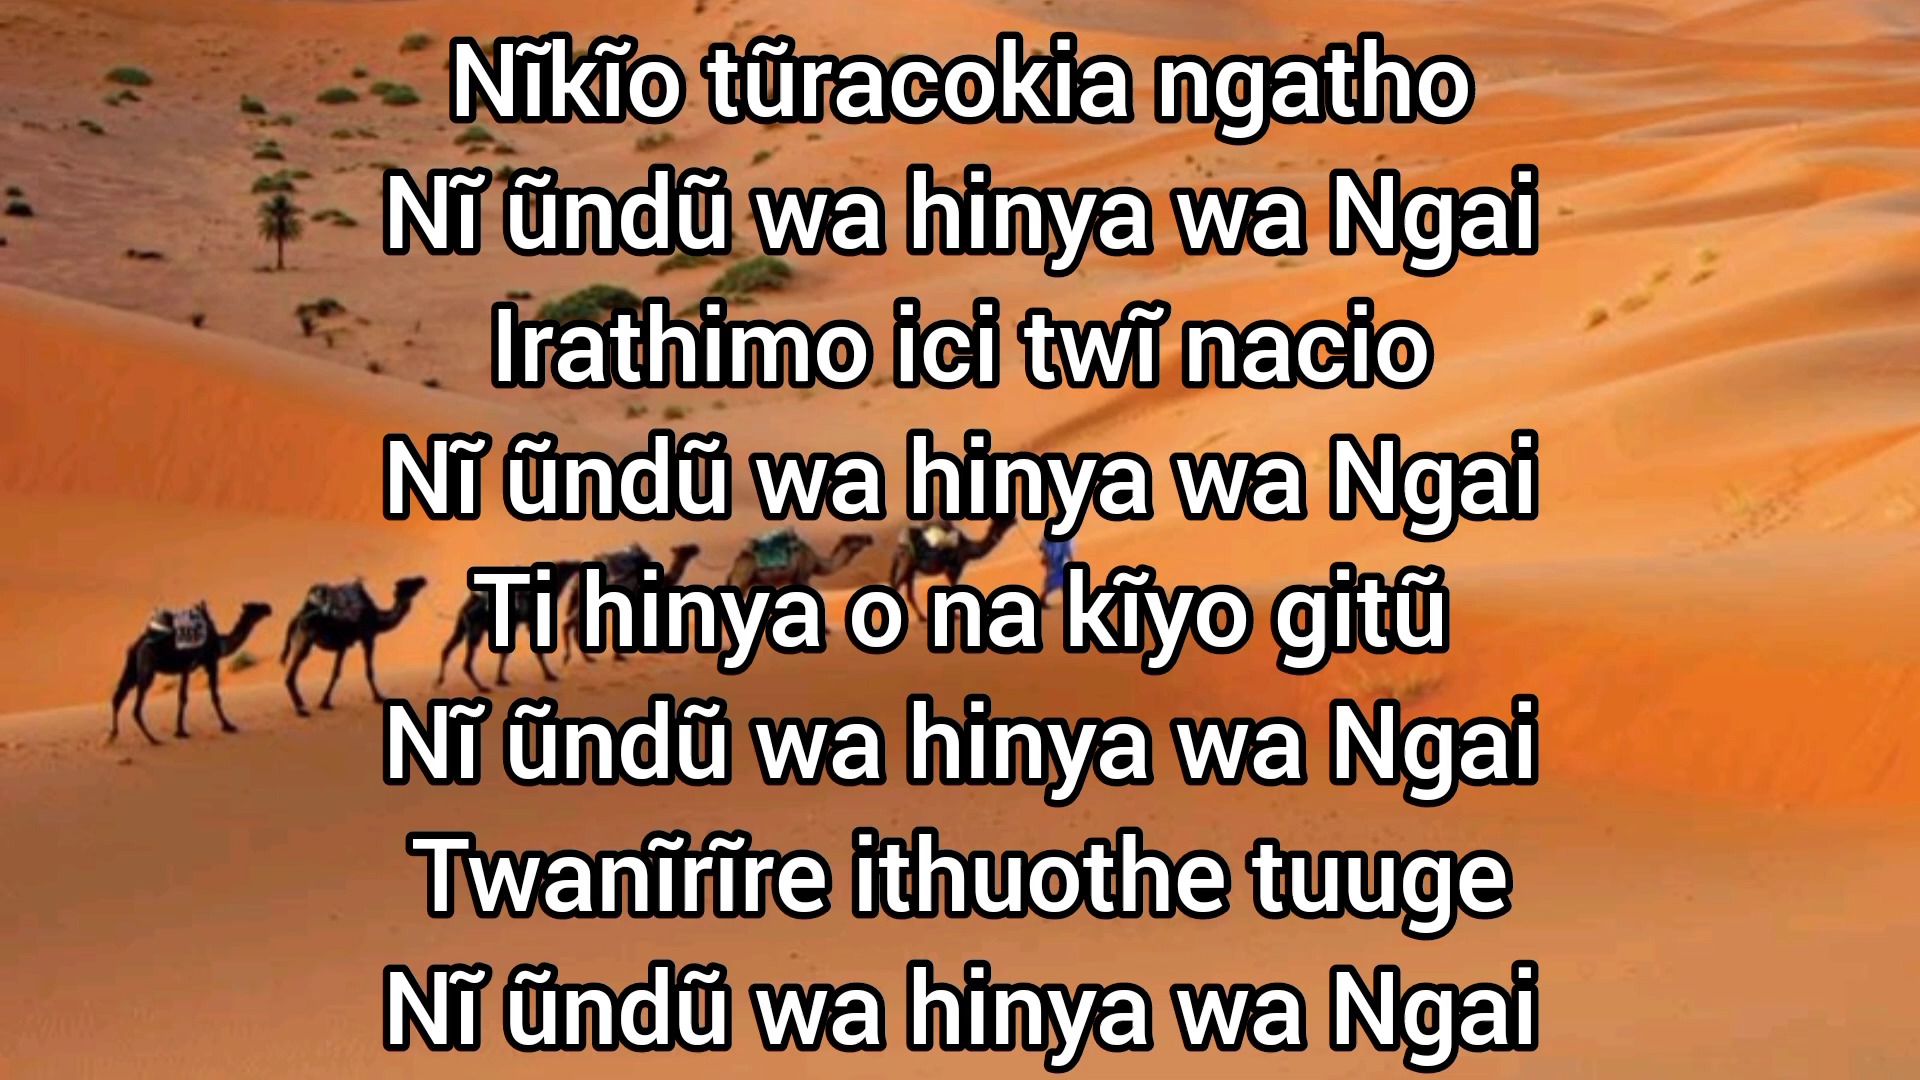 Nĩkĩo tũracokia ngatho
Nĩ ũndũ wa hinya wa Ngai
Irathimo ici twĩ nacio
Nĩ ũndũ wa hinya wa Ngai
Ti hinya o na kĩyo gitũ
Nĩ ũndũ wa hinya wa Ngai
Twanĩrĩre ithuothe tuuge
Nĩ ũndũ wa hinya wa Ngai